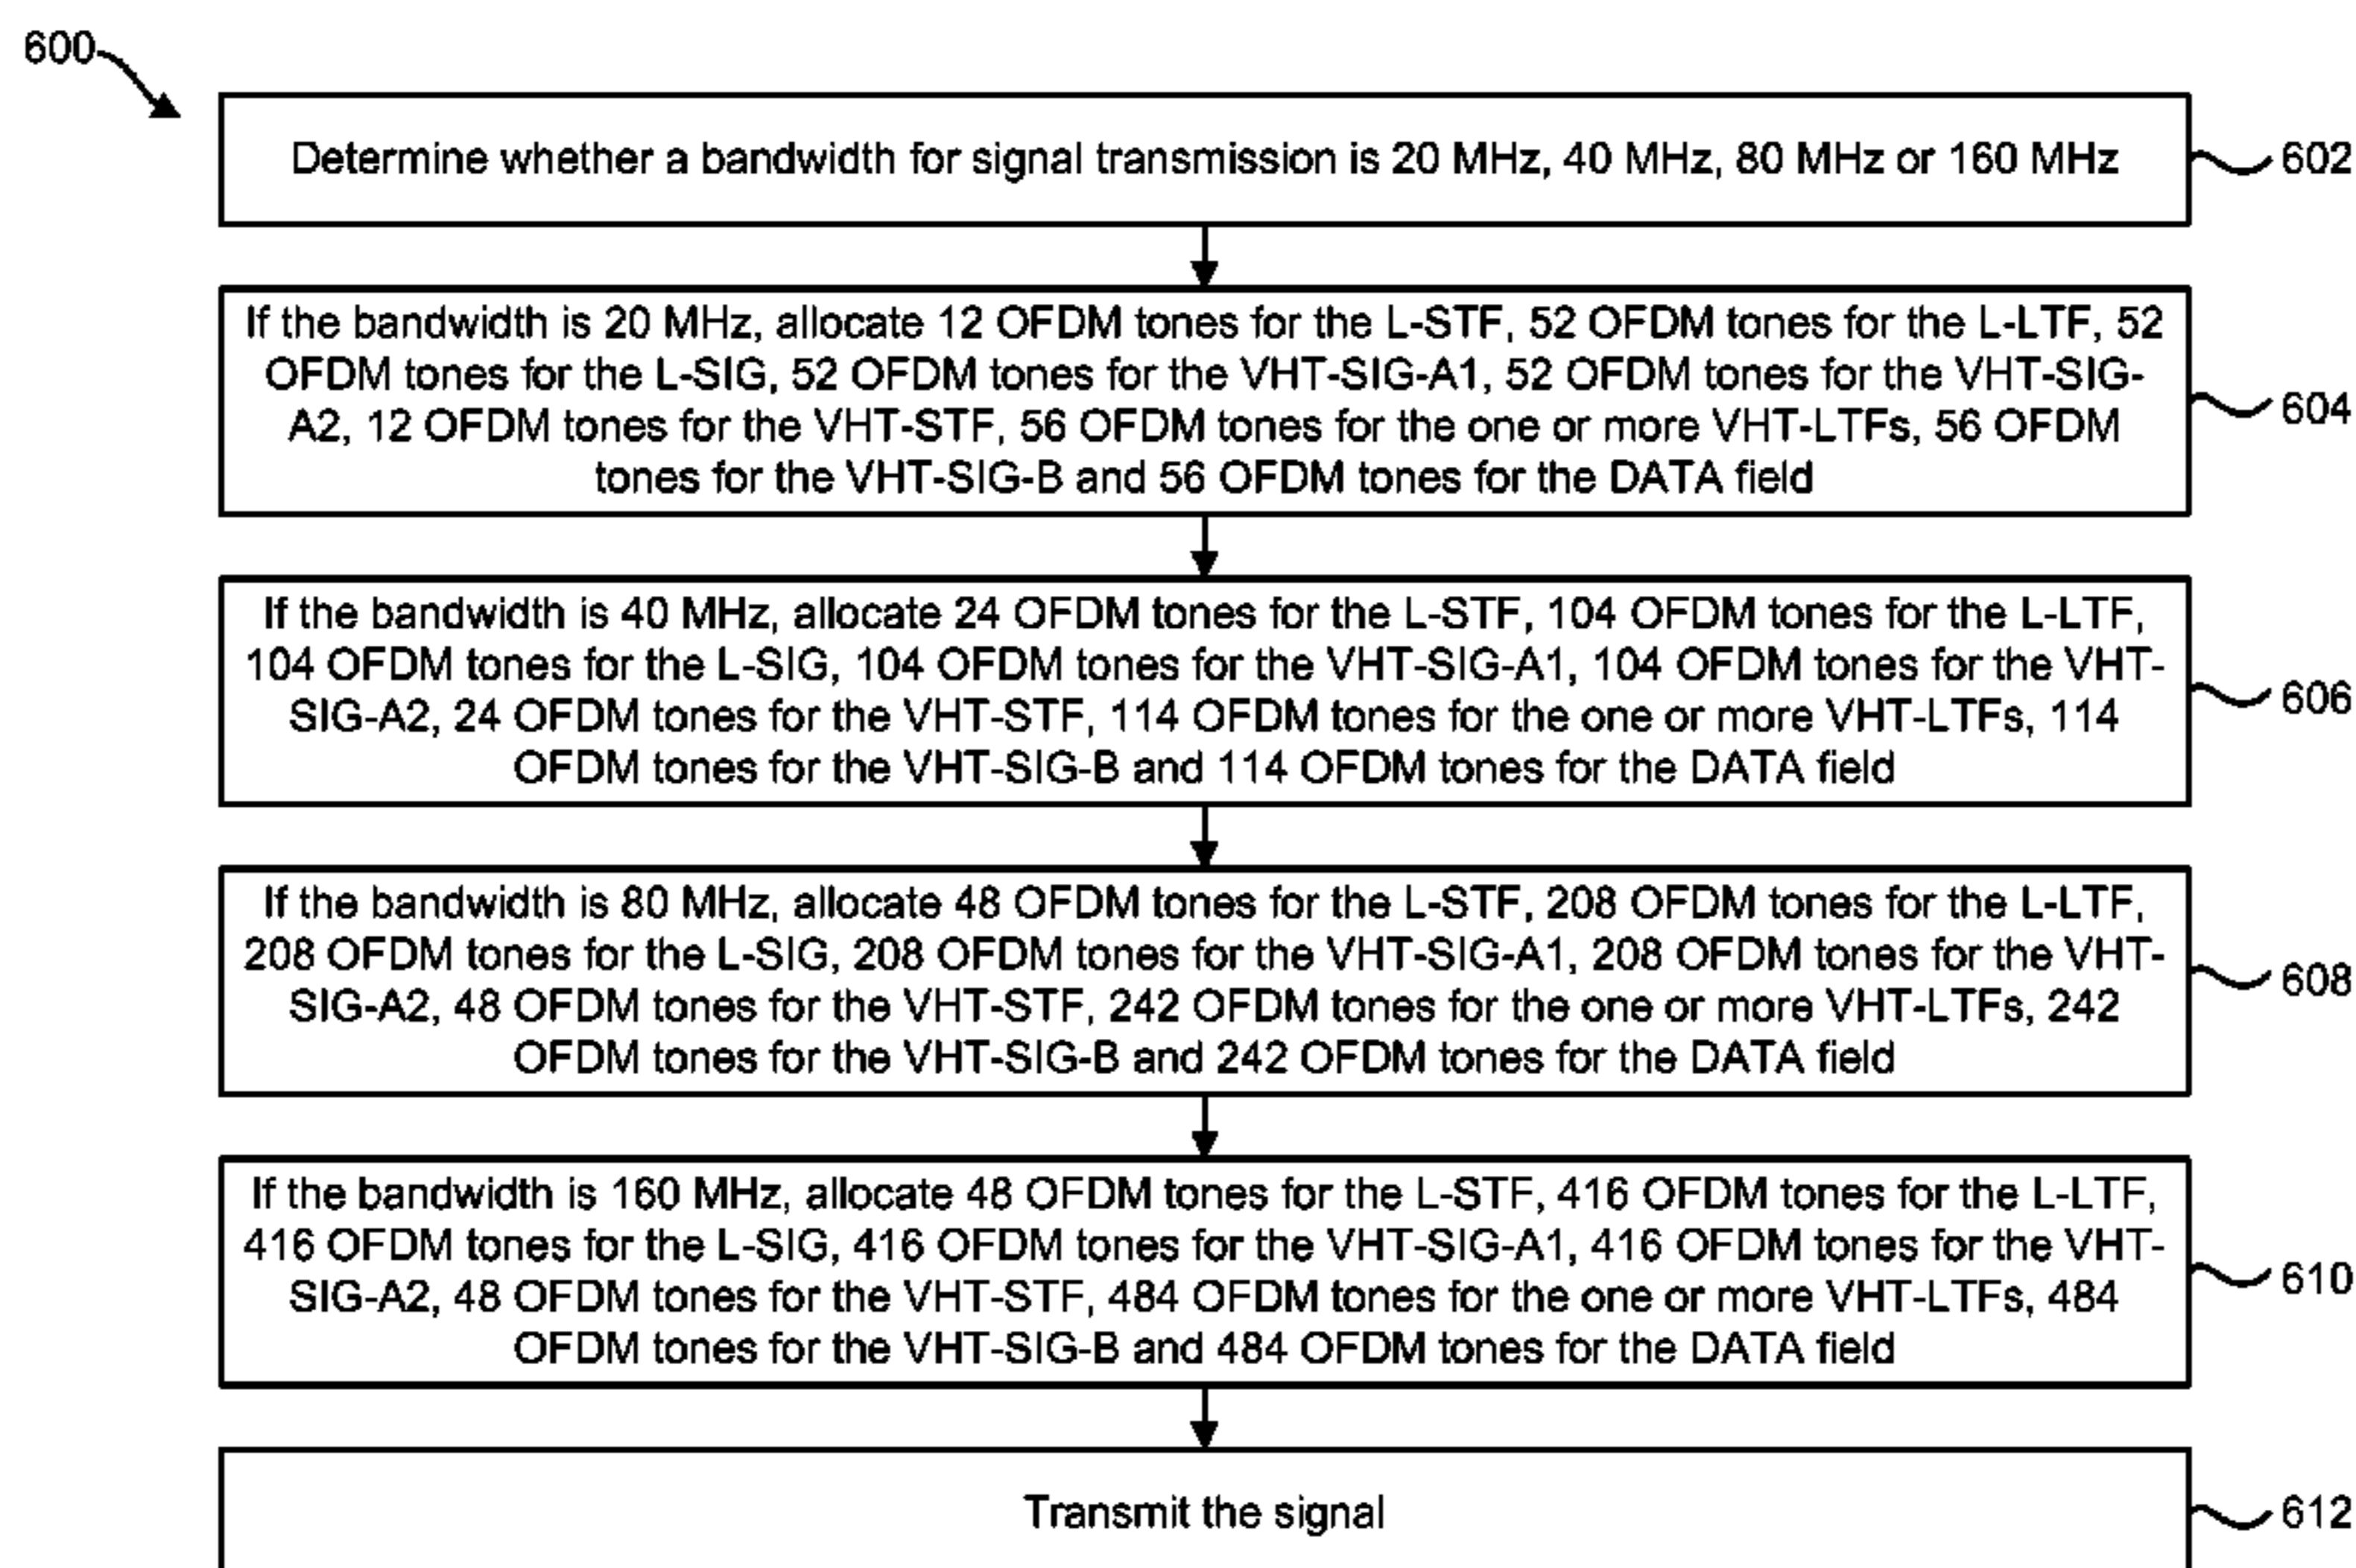 600
Determine whether a bandwidth for signal transmission is 20 MHz, 40 MHz, 80 MHz or 160 MHz
602
If the bandwidth is 20 MHz, allocate 12 OFDM tones for the L-STF, 52 OFDM tones for the L-LTF, 52
OFDM tones for the L-SIG, 52 OFDM tones for the VHT-SIG-A1, 52 OFDM tones for the VHT-SIG-
A2, 12 OFDM tones for the VHT-STF, 56 OFDM tones for the one or more VHT-LTFs, 56 OFDM
tones for the VHT-SIG-B and 56 OFDM tones for the DATA field
604
If the bandwidth is 40 MHz, allocate 24 OFDM tones for the L-STF, 104 OFDM tones for the L-LTF,
104 OFDM tones for the L-SIG, 104 OFDM tones for the VHT-SIG-A1, 104 OFDM tones for the VHT-
SIG-A2, 24 OFDM tones for the VHT-STF, 114 OFDM tones for the one or more VHT-LTFs, 114
OFDM tones for the VHT-SIG-B and 114 OFDM tones for the DATA field
606
If the bandwidth is 80 MHz, allocate 48 OFDM tones for the L-STF, 208 OFDM tones for the L-LTF,
208 OFDM tones for the L-SIG, 208 OFDM tones for the VHT-SIG-A1, 208 OFDM tones for the VHT-
SIG-A2, 48 OFDM tones for the VHT-STF, 242 OFDM tones for the one or more VHT-LTFs, 242
OFDM tones for the VHT-SIG-B and 242 OFDM tones for the DATA field
608
If the bandwidth is 160 MHz, allocate 48 OFDM tones for the L-STF, 416 OFDM tones for the L-LTF,
416 OFDM tones for the L-SIG, 416 OFDM tones for the VHT-SIG-A1, 416 OFDM tones for the VHT-
SIG-A2, 48 OFDM tones for the VHT-STF, 484 OFDM tones for the one or more VHT-LTFs, 484
OFDM tones for the VHT-SIG-B and 484 OFDM tones for the DATA field
610
Transmit the signal
612